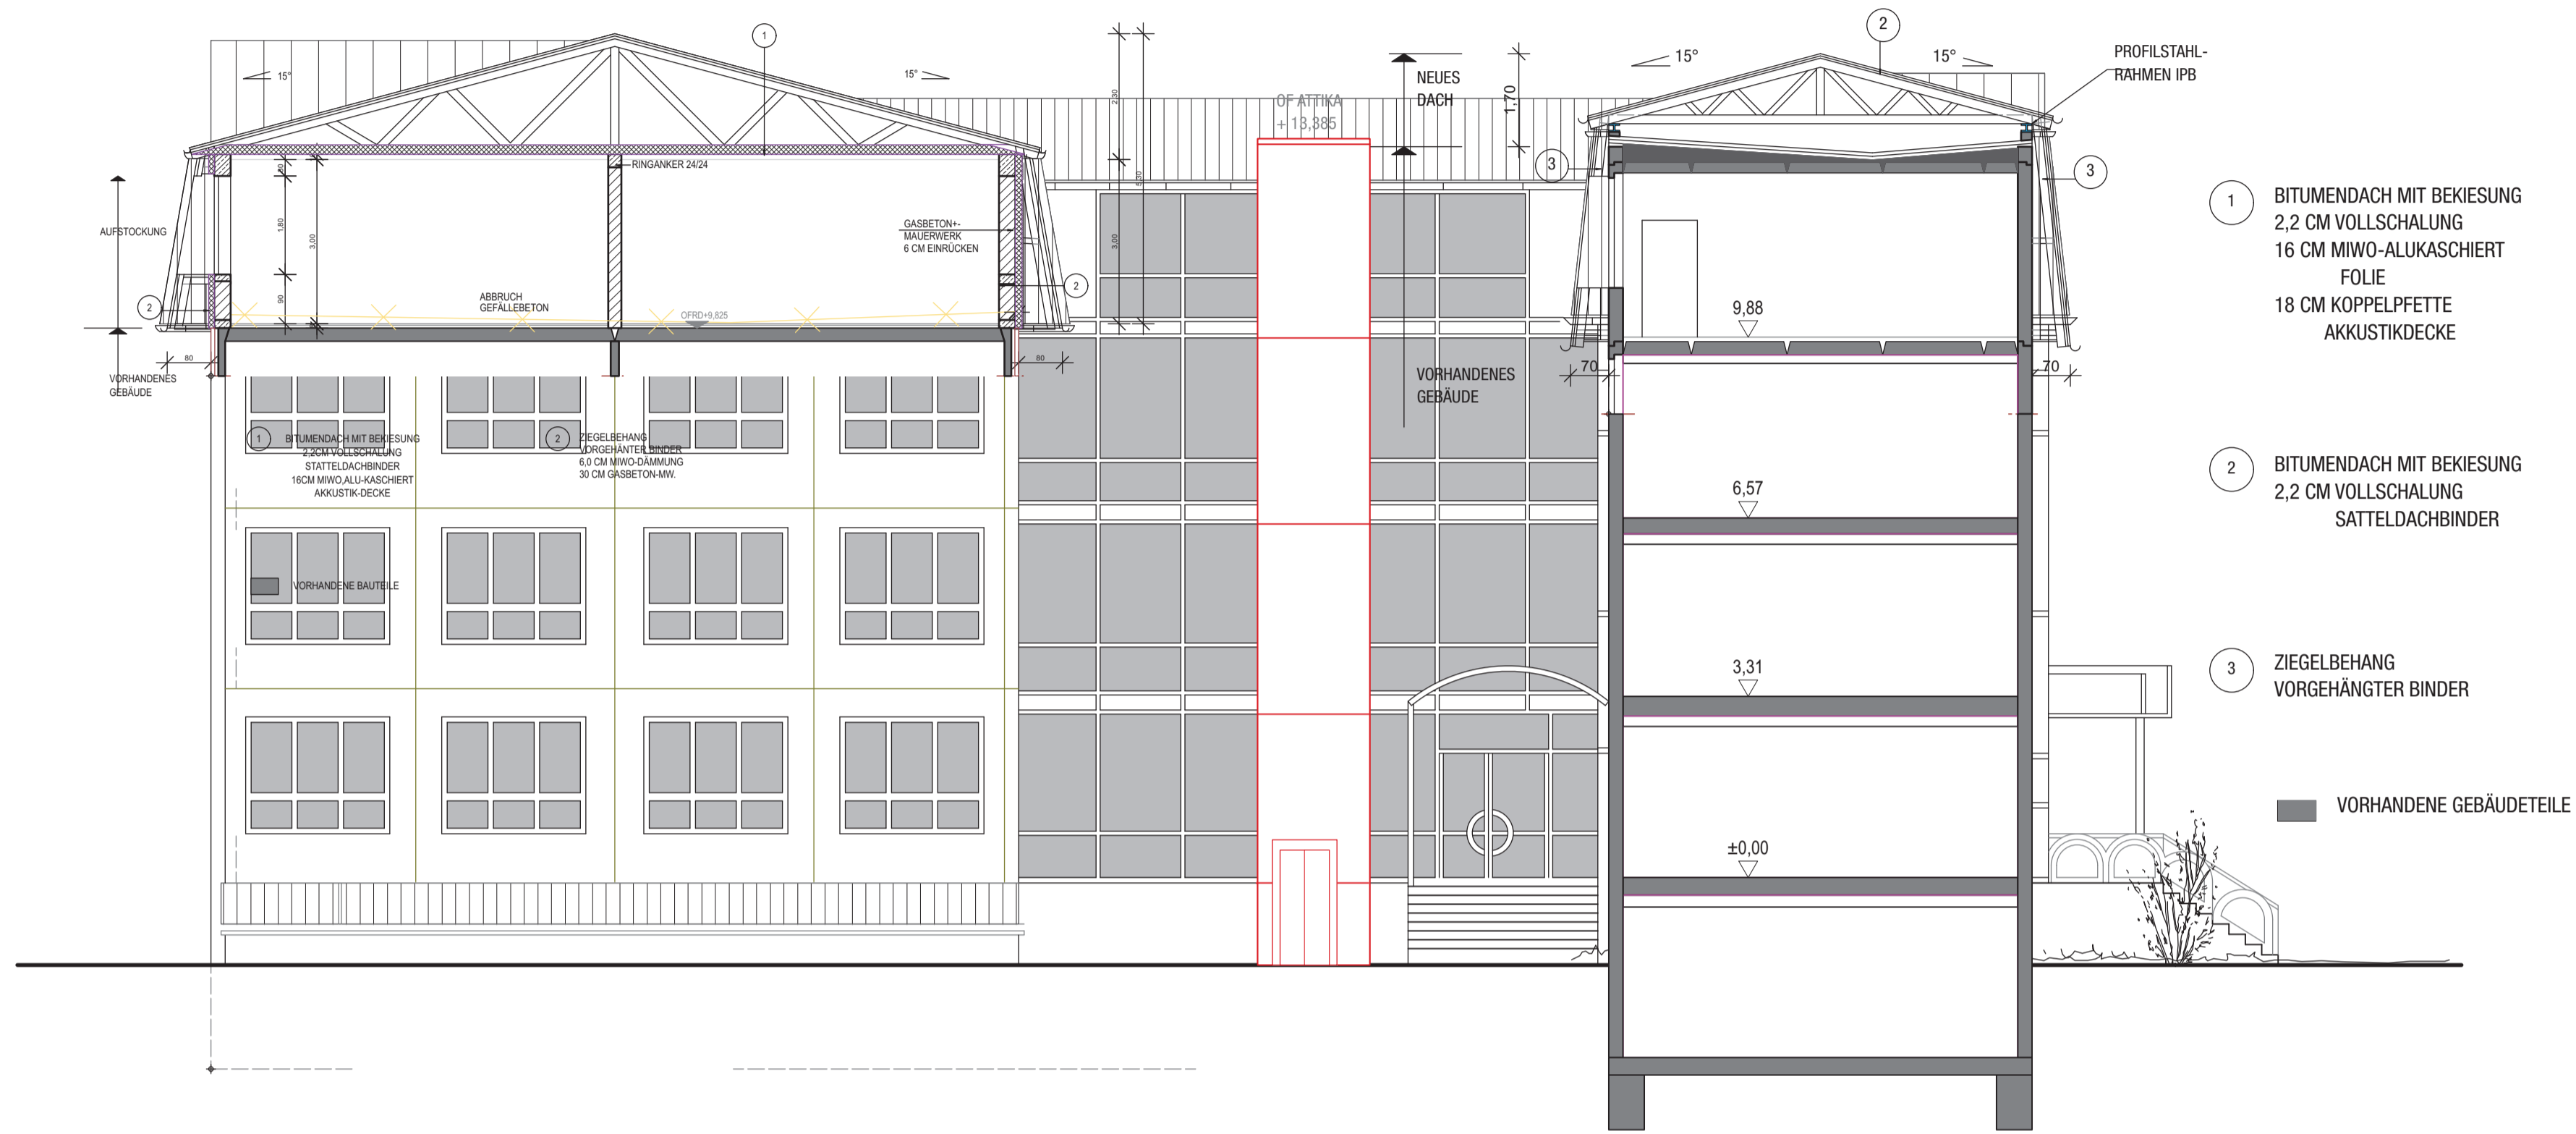 1
15°
15°
RINGANKER 24/24
AUFSTOCKUNG
1,80
3,00
90
GASBETON+-
MAUERWERK
6 CM EINRÜCKEN
ABBRUCH
GEFÄLLEBETON
OFRD+9,825
2
2
80
80
VORHANDENES
GEBÄUDE
1
BITUMENDACH MIT BEKIESUNG
2,2CM VOLLSCHALUNG
STATTELDACHBINDER
16CM MIWO,ALU-KASCHIERT
AKKUSTIK-DECKE
2
ZIEGELBEHANG
VORGEHÄNTER BINDER
6,0 CM MIWO-DÄMMUNG
30 CM GASBETON-MW.
VORHANDENE BAUTEILE
2,30
3,00
5,30
OF ATTIKA
+ 13,385
NEUES
DACH
1,70
VORHANDENES
GEBÄUDE
2
15°
15°
PROFILSTAHL-
RAHMEN IPB
3
3
9,88
70
70
6,57
3,31
±0,00
1
BITUMENDACH MIT BEKIESUNG
2,2 CM VOLLSCHALUNG
16 CM MIWO-ALUKASCHIERT
FOLIE
18 CM KOPPELPFETTE
AKKUSTIKDECKE
2
BITUMENDACH MIT BEKIESUNG
2,2 CM VOLLSCHALUNG
SATTELDACHBINDER
3
ZIEGELBEHANG
VORGEHÄNGTER BINDER
VORHANDENE GEBÄUDETEILE